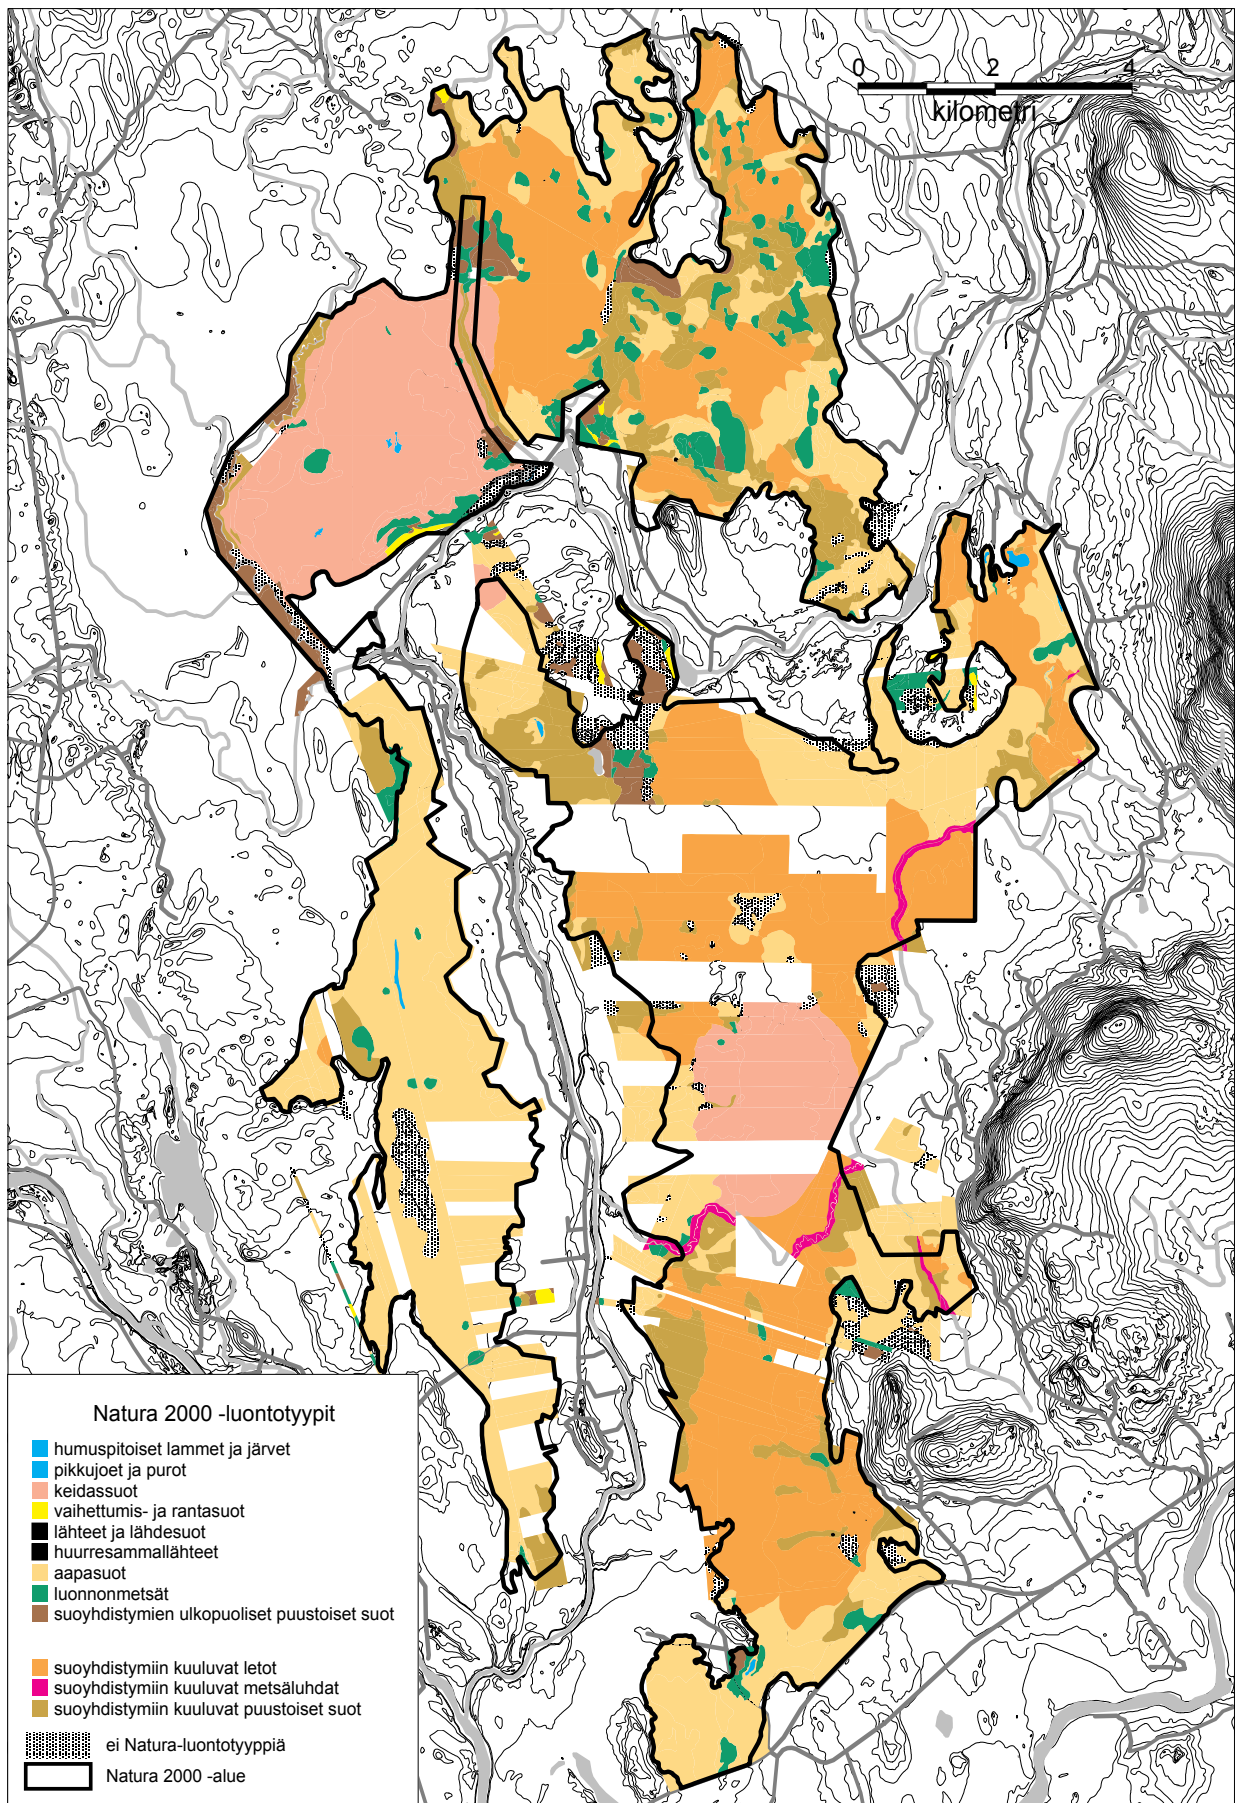 0 2 4
kilometri
Natura 2000 -luontotyypit
humuspitoiset lammet ja järvet
pikkujoet ja purot
keidassuot
vaihettumis- ja rantasuot
lähteet ja lähdesuot
huurresammallähteet
aapasuot
luonnonmetsät
suoyhdistymien ulkopuoliset puustoiset suot
suoyhdistymiin kuuluvat letot
suoyhdistymiin kuuluvat metsäluhdat
suoyhdistymiin kuuluvat puustoiset suot
ei Natura-luontotyyppiä
Natura 2000 -alue